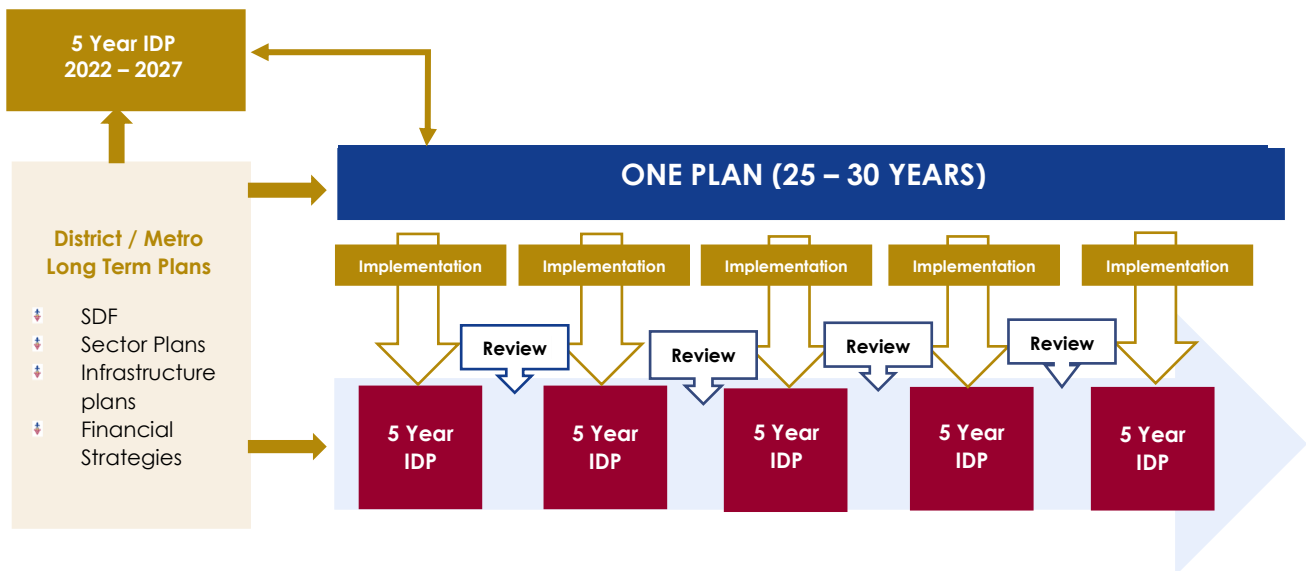 5 Year IDP
2022 – 2027
ONE PLAN (25 – 30 YEARS)
District / Metro
Long Term Plans
SDF
Sector Plans
Infrastructure
plans
Financial
Strategies
Implementation
Implementation
Implementation
Implementation
Implementation
Review
Review
Review
Review
5 Year
IDP
5 Year
IDP
5 Year
IDP
5 Year
IDP
5 Year
IDP